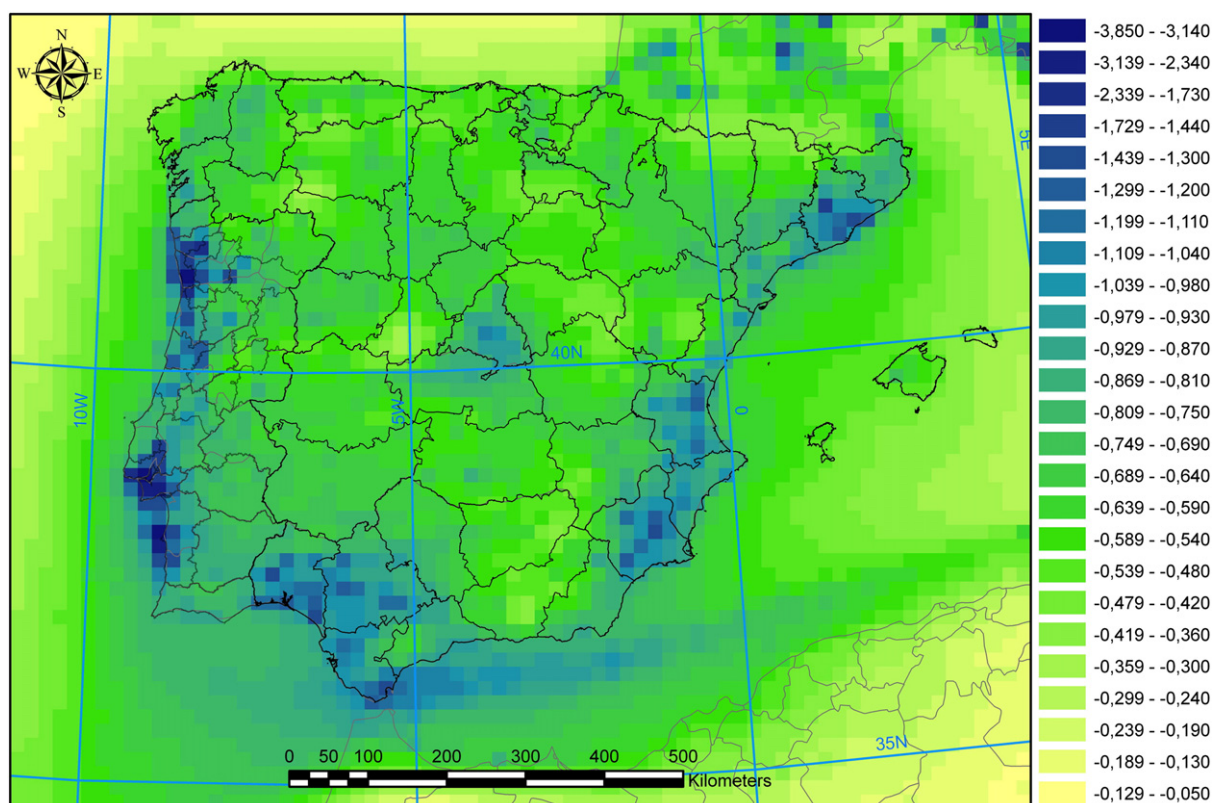 N
W E
S
5E
40N
10W
5W
0
35N
0 50 100 200 300 400 500
Kilometers
-3,850 - -3,140
-3,139 - -2,340
-2,339 - -1,730
-1,729 - -1,440
-1,439 - -1,300
-1,299 - -1,200
-1,199 - -1,110
-1,109 - -1,040
-1,039 - -0,980
-0,979 - -0,930
-0,929 - -0,870
-0,869 - -0,810
-0,809 - -0,750
-0,749 - -0,690
-0,689 - -0,640
-0,639 - -0,590
-0,589 - -0,540
-0,539 - -0,480
-0,479 - -0,420
-0,419 - -0,360
-0,359 - -0,300
-0,299 - -0,240
-0,239 - -0,190
-0,189 - -0,130
-0,129 - -0,050